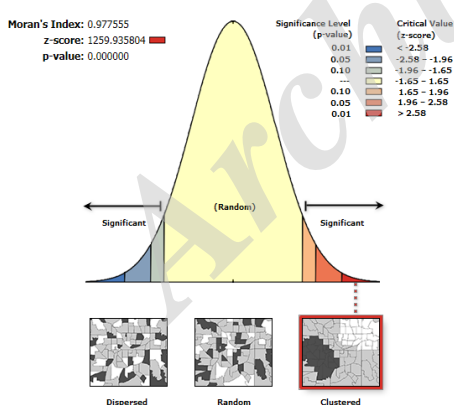 Moran's Index: 0.977555
z-score: 1259.935804
p-value: 0.000000
Significance Level
(p-value)
Critical Value
(z-score)
0.01 < -2.58
0.05 -2.58 – -1.96
0.10 -1.96 – -1.65
--- -1.65 – 1.65
0.10 1.65 – 1.96
0.05 1.96 – 2.58
0.01 > 2.58
Significant
(Random)
Significant
Dispersed
Random
Clustered